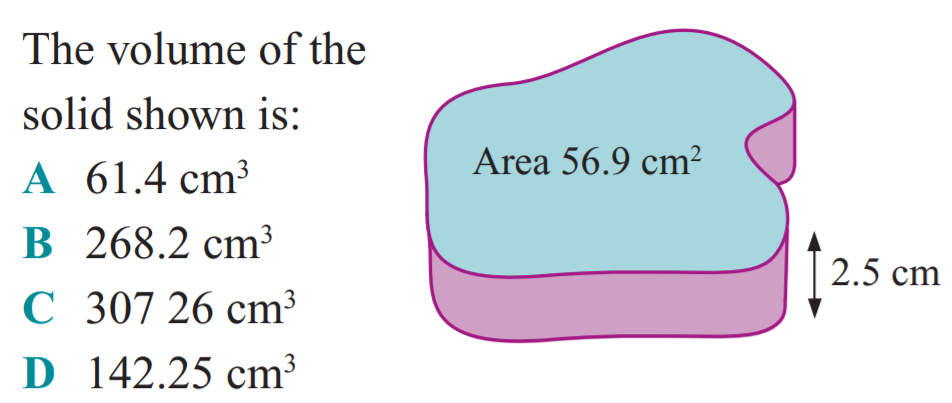 The volume of the
solid shown is:
A 61.4 cm³
B 268.2 cm³
C 307 26 cm³
D 142.25 cm³
Area 56.9 cm²
2.5 cm